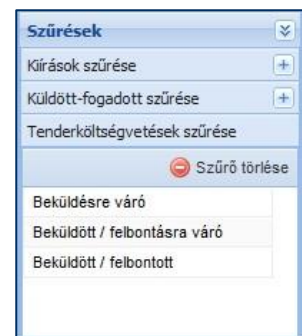 Szűrések
Kiírások szűrése
Küldött-fogadott szűrése
Tenderköltségvetések szűrése
Szűrő törlése
Beküldésre váró
Beküldött / felbontásra váró
Beküldött / felbontott